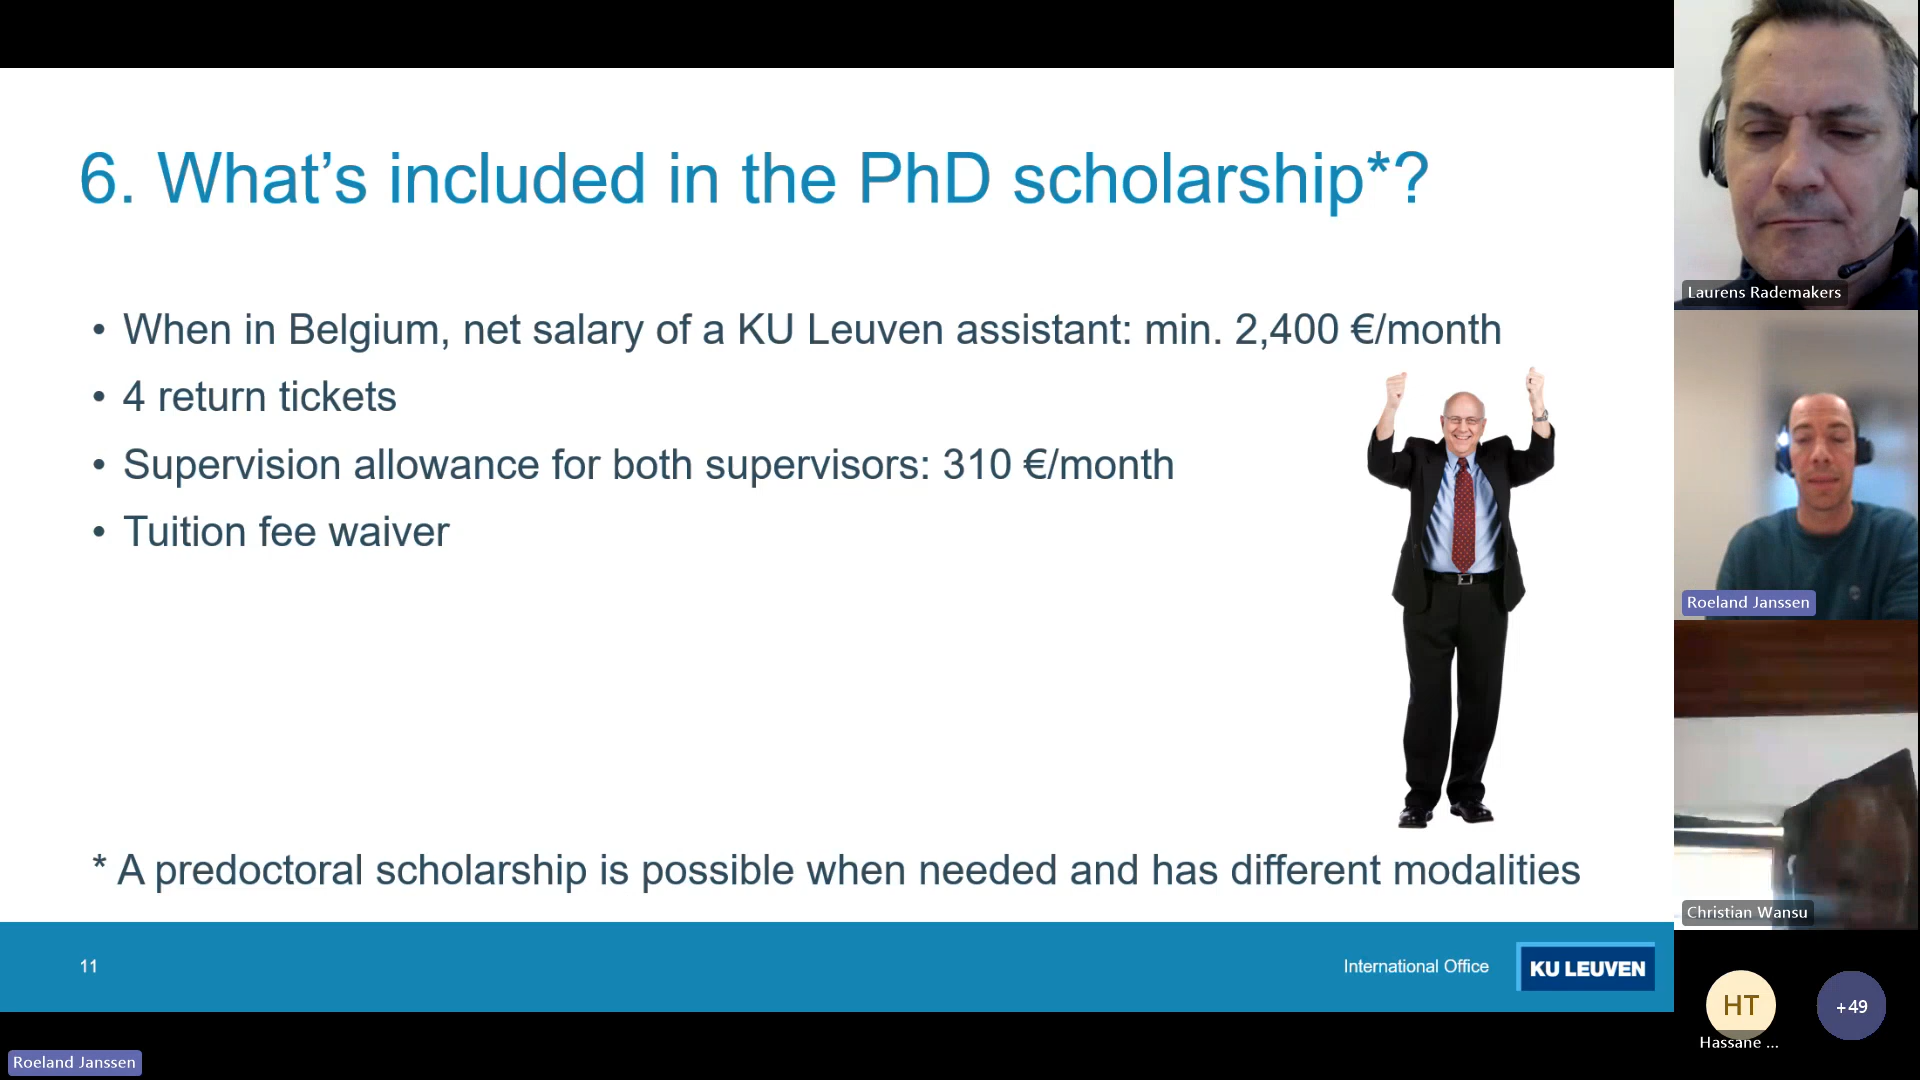 6. What’s included in the PhD scholarship*?
• When in Belgium, net salary of a KU Leuven assistant: min. 2,400 €/month
• 4 return tickets
• Supervision allowance for both supervisors: 310 €/month
• Tuition fee waiver
* A predoctoral scholarship is possible when needed and has different modalities
11
International Office
KU LEUVEN
Roeland Janssen
Laurens Rademakers
Roeland Janssen
Christian Wansu
HT
Hassane ...
+49